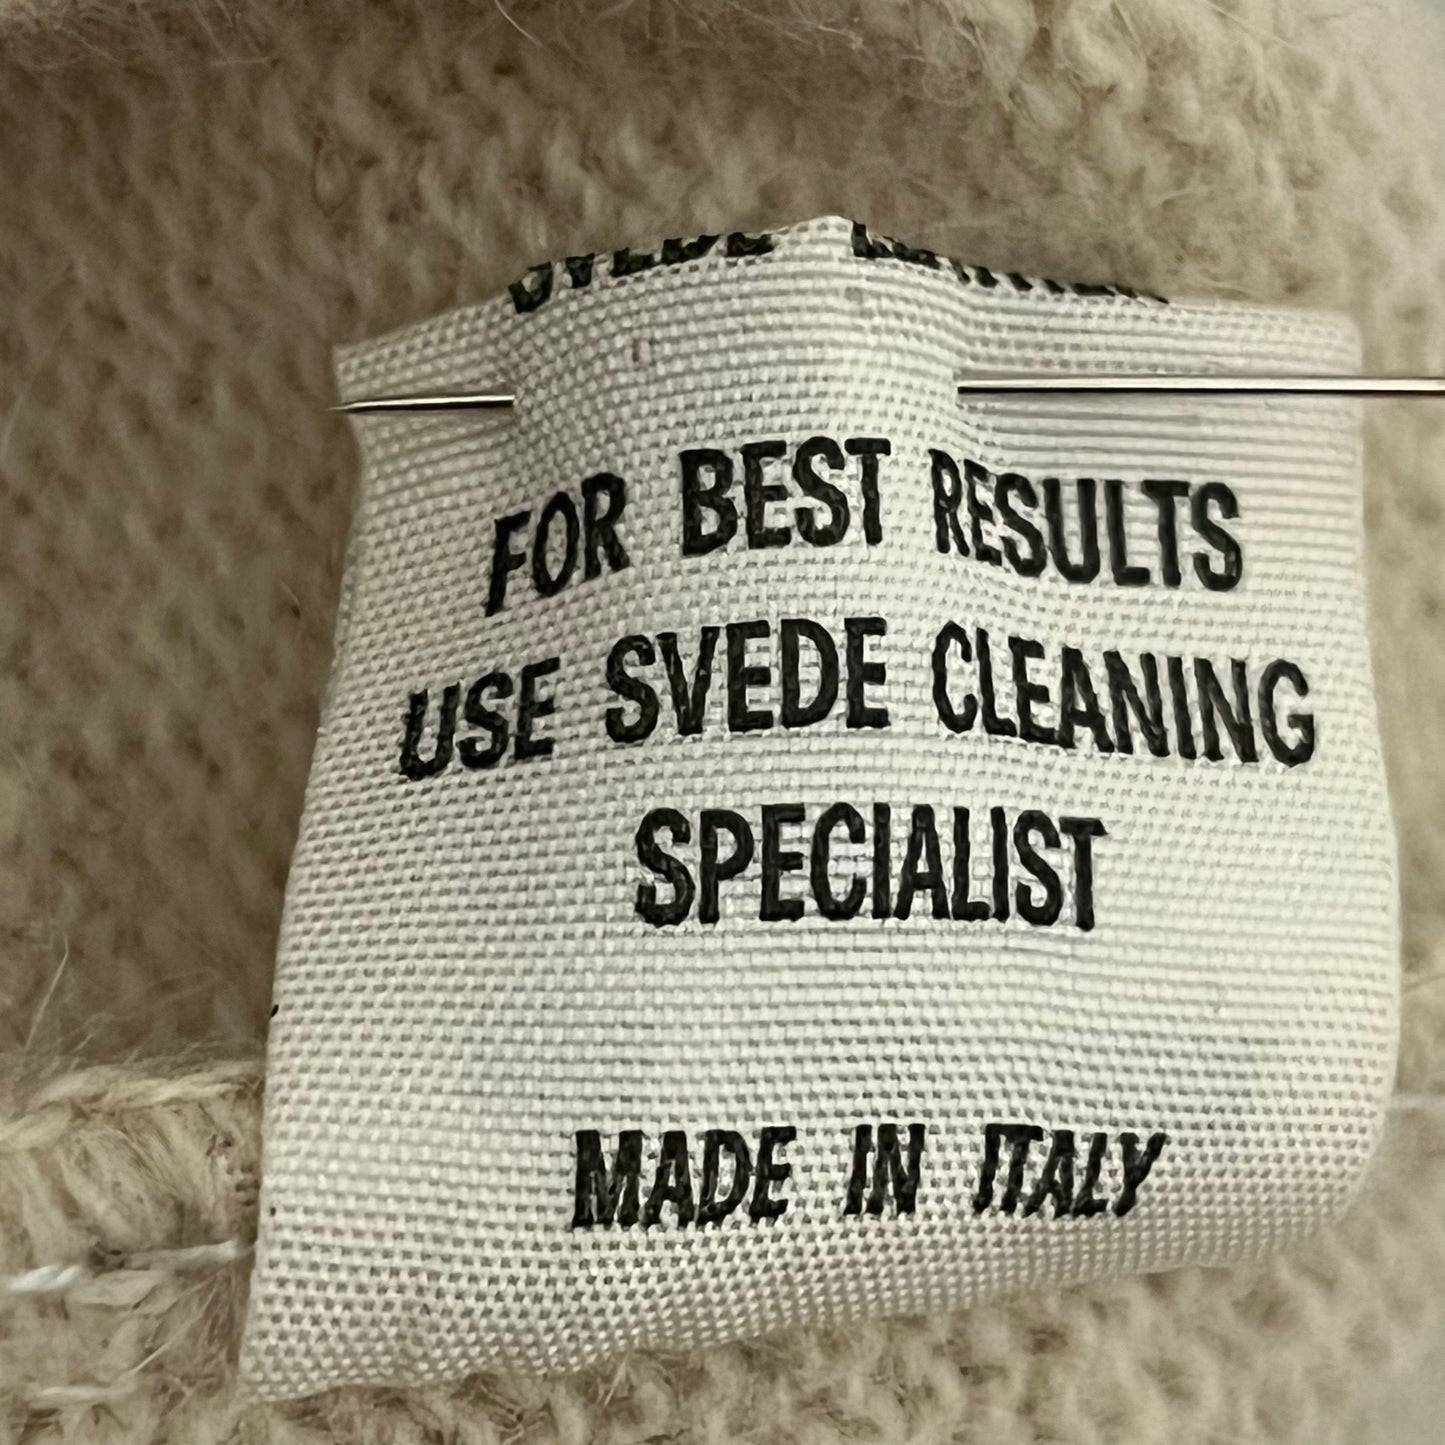 FOR BEST RESULTS
USE SVEDE CLEANING
SPECIALIST
MADE IN ITALY